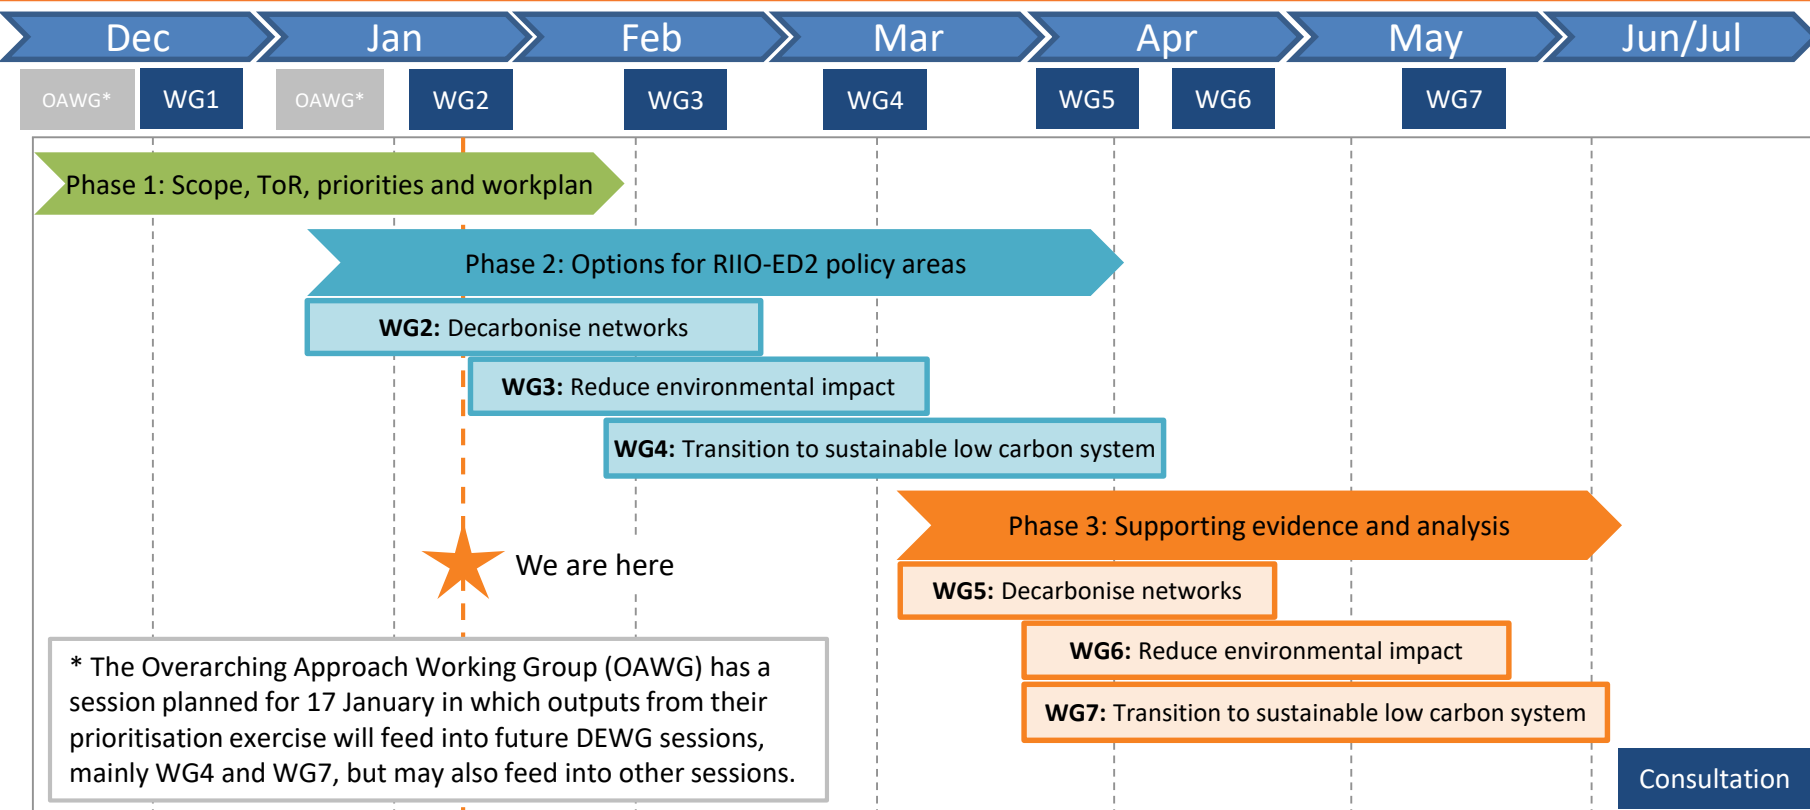 Dec
Jan
Feb
Mar
Apr
May
Jun/Jul
OAWG*
WG1
OAWG*
WG2
WG3
WG4
WG5
WG6
WG7
Phase 1: Scope, ToR, priorities and workplan
Phase 2: Options for RIIO-ED2 policy areas
WG2: Decarbonise networks
WG3: Reduce environmental impact
WG4: Transition to sustainable low carbon system
Phase 3: Supporting evidence and analysis
We are here
WG5: Decarbonise networks
WG6: Reduce environmental impact
WG7: Transition to sustainable low carbon system
* The Overarching Approach Working Group (OAWG) has a
session planned for 17 January in which outputs from their
prioritisation exercise will feed into future DEWG sessions,
mainly WG4 and WG7, but may also feed into other sessions.
Consultation